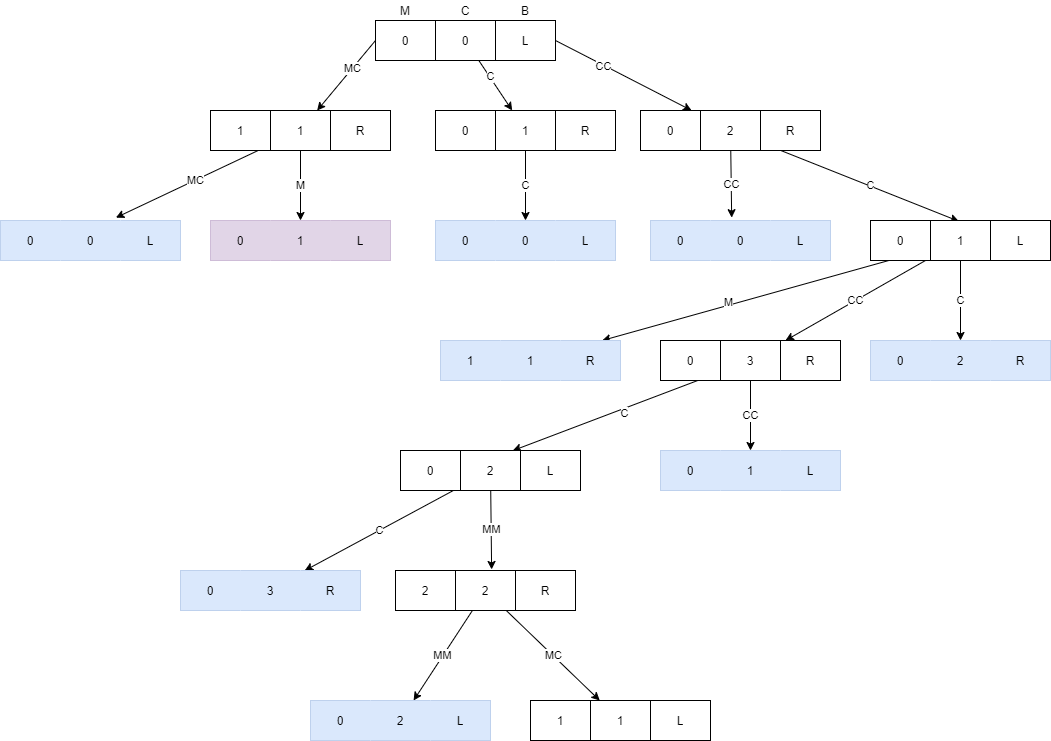 M C B
0 0 L
MC C CC
1 1 R 0 1 R 0 2 R
MC M C CC C
0 0 L 0 1 L 0 0 L 0 0 L 0 1 L
M CC C
1 1 R 0 3 R 0 2 R
C CC
0 2 L 0 1 L
C MM
0 3 R 2 2 R
MM MC
0 2 L 1 1 L